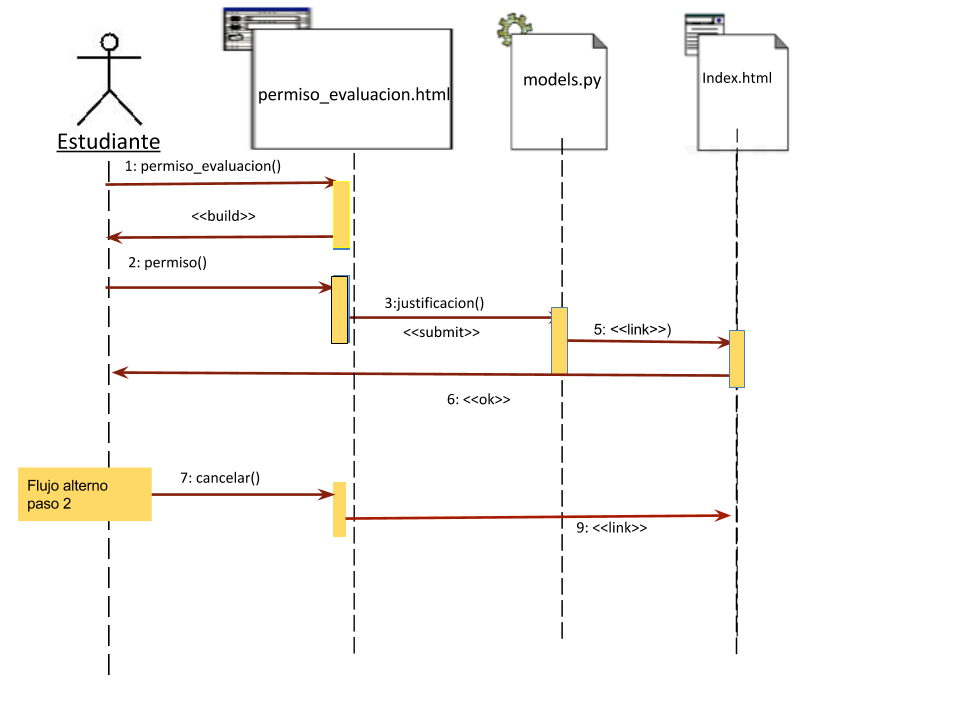 permiso_evaluacion.html
models.py
Index.html
Estudiante
1: permiso_evaluacion()
<<build>>
2: permiso()
3:justificacion()
<<submit>>
5: <<link>>)
6: <<ok>>
7: cancelar()
Flujo alterno
paso 2
9: <<link>>